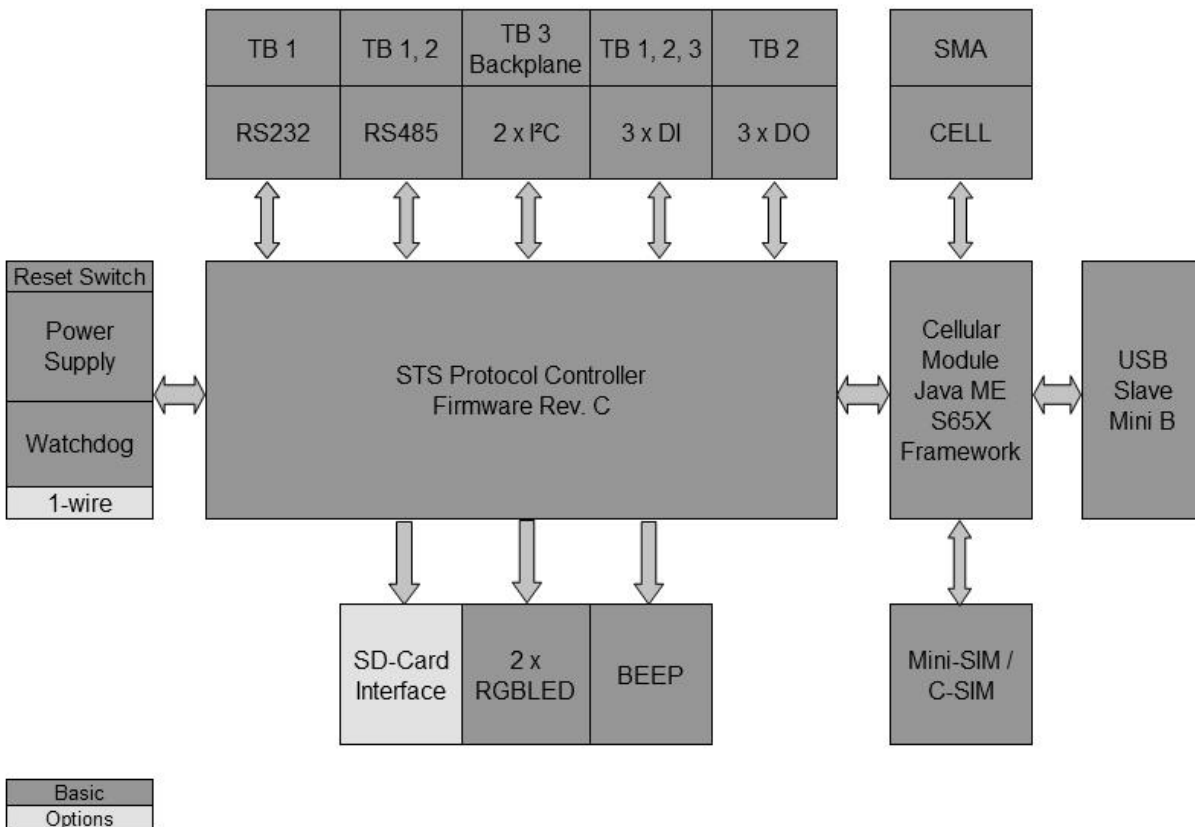 TB 1
TB 1, 2
TB 3
Backplane
TB 1, 2, 3
TB 2
SMA
RS232
RS485
2 x I²C
3 x DI
3 x DO
CELL
Reset Switch
Power
Supply
Watchdog
1-wire
STS Protocol Controller
Firmware Rev. C
Cellular
Module
Java ME
S65X
Framework
USB
Slave
Mini B
SD-Card
Interface
2 x
RGBLED
BEEP
Mini-SIM /
C-SIM
Basic
Options